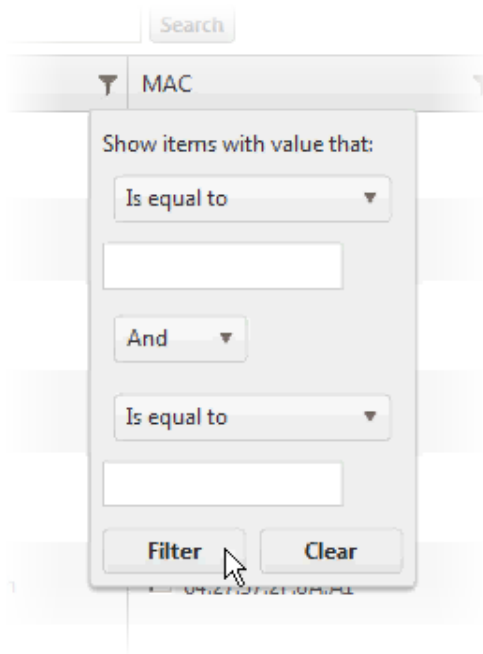 Search
MAC
Show items with value that:
Is equal to
And
Is equal to
Filter Clear